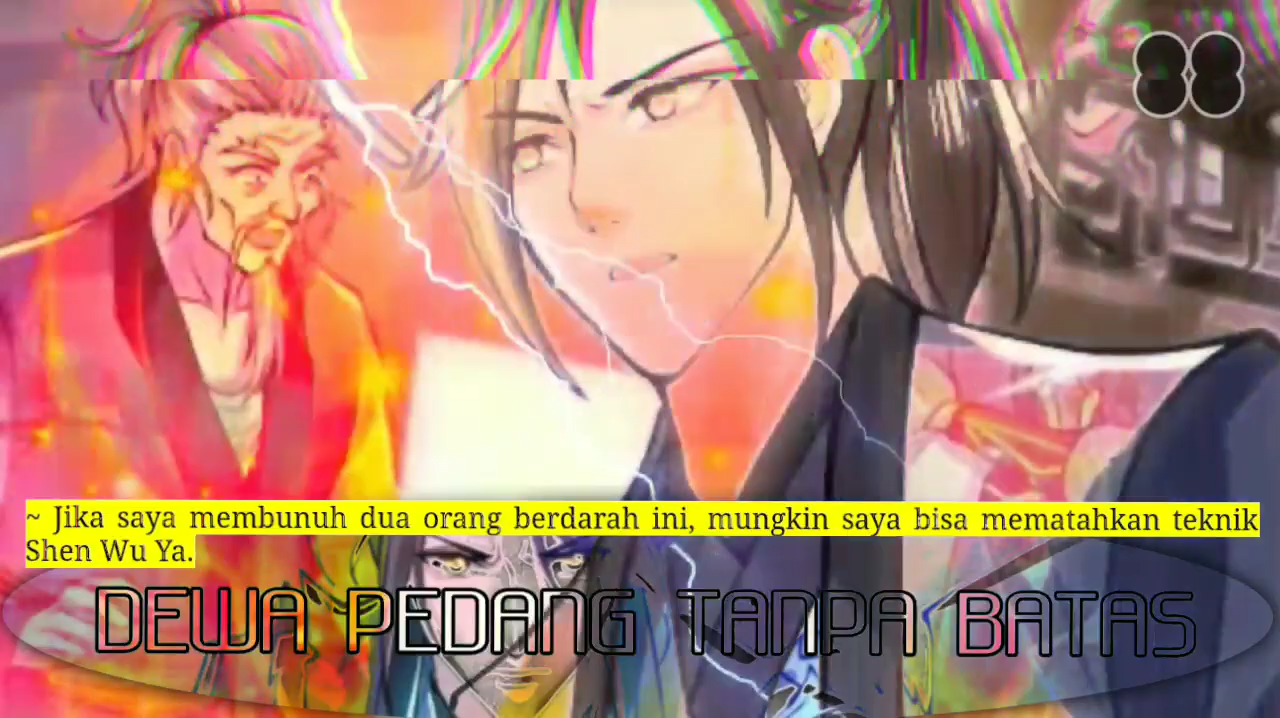 88
~ Jika saya membunuh dua orang berdarah ini, mungkin saya bisa mematahkan teknik
Shen Wu Ya.
DEWA PEDANG TANPA BATAS